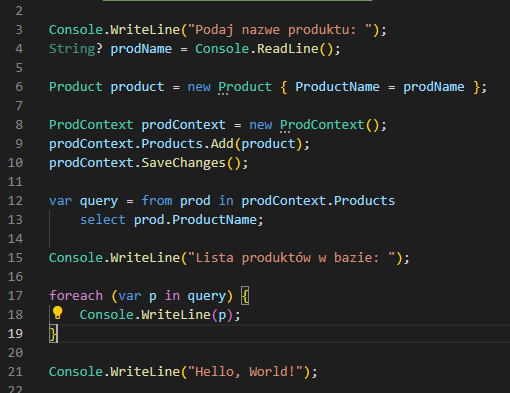 2
3 Console.WriteLine("Podaj nazwe produktu: ");
4 String? prodName = Console.ReadLine();
5
6 Product product = new Product { ProductName = prodName };
7
8 ProdContext prodContext = new ProdContext();
9 prodContext.Products.Add(product);
10 prodContext.SaveChanges();
11
12 var query = from prod in prodContext.Products
13     select prod.ProductName;
14
15 Console.WriteLine("Lista produktów w bazie: ");
16
17 foreach (var p in query) {
18     Console.WriteLine(p);
19 }
20
21 Console.WriteLine("Hello, World!");
22